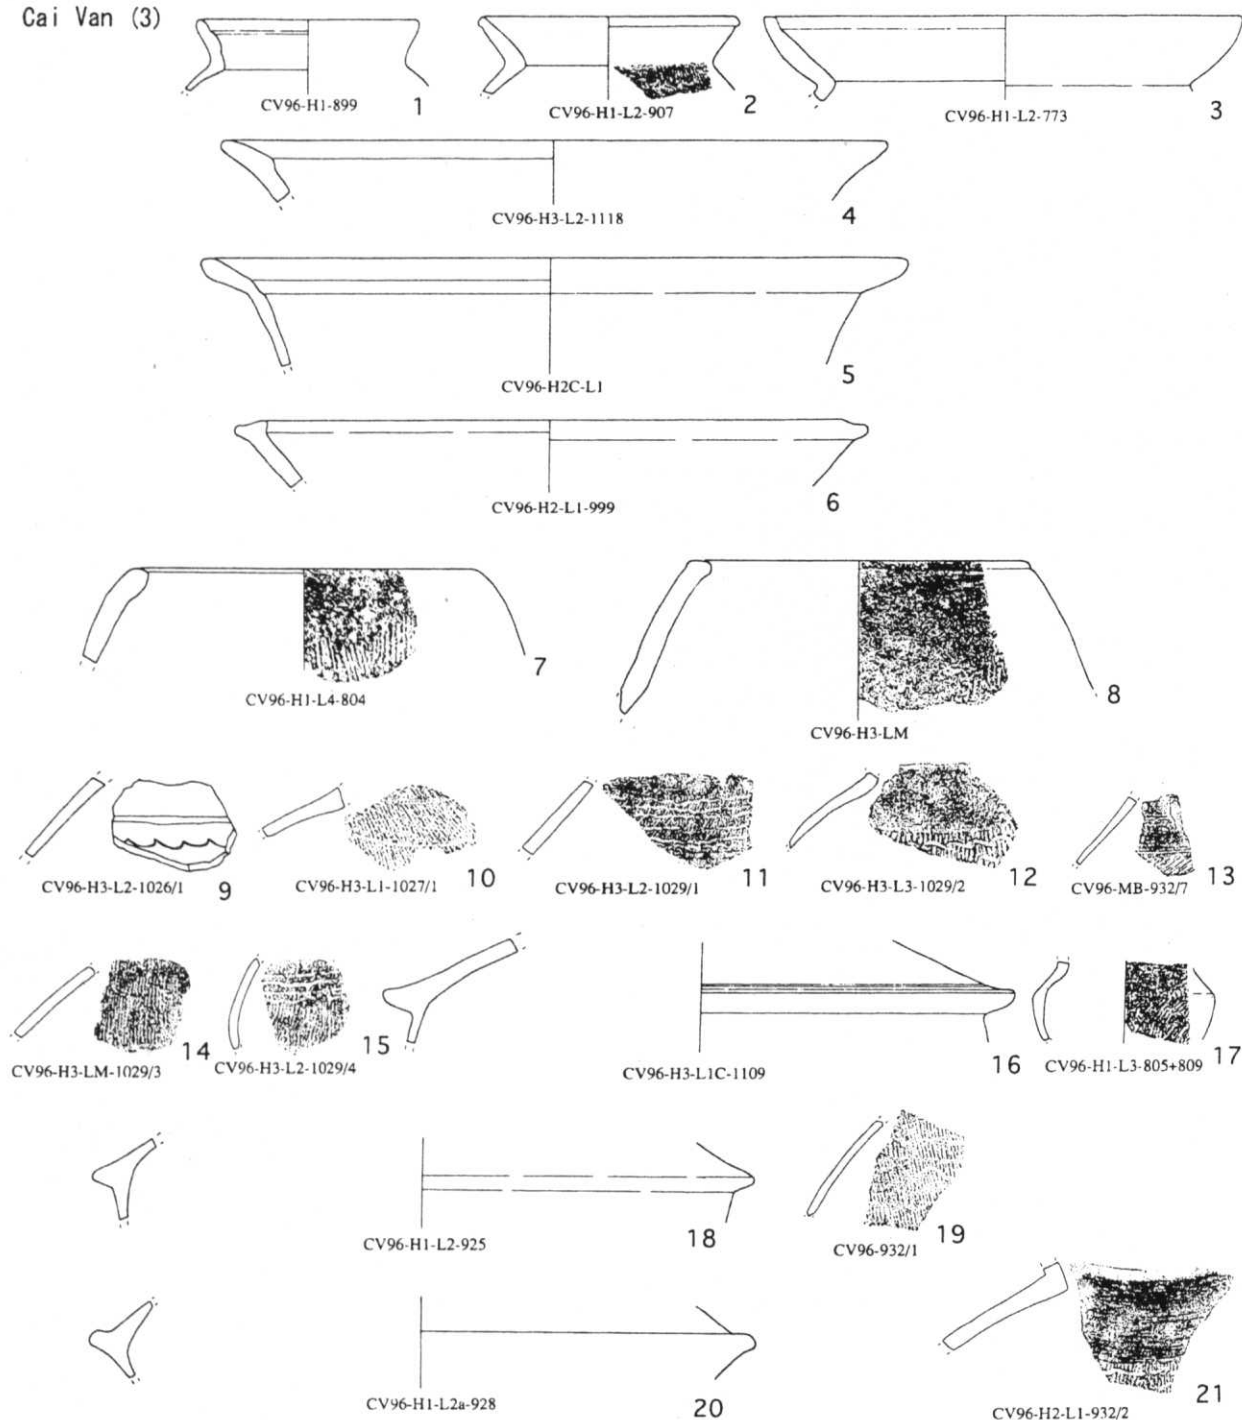 Cai Van (3)
CV96-H1-899 1
CV96-H1-L2-907 2
CV96-H1-L2-773 3
CV96-H3-L2-1118 4
CV96-H2C-L1 5
CV96-H2-L1-999 6
CV96-H1-L4-804 7
CV96-H3-LM 8
CV96-H3-L2-1026/1 9
CV96-H3-L1-1027/1 10
CV96-H3-L2-1029/1 11
CV96-H3-L3-1029/2 12
CV96-MB-932/7 13
CV96-H3-LM-1029/3 14
CV96-H3-L2-1029/4 15
CV96-H3-L1C-1109 16
CV96-H1-L3-805+809 17
CV96-H1-L2-925 18
CV96-932/1 19
CV96-H1-L2a-928 20
CV96-H2-L1-932/2 21